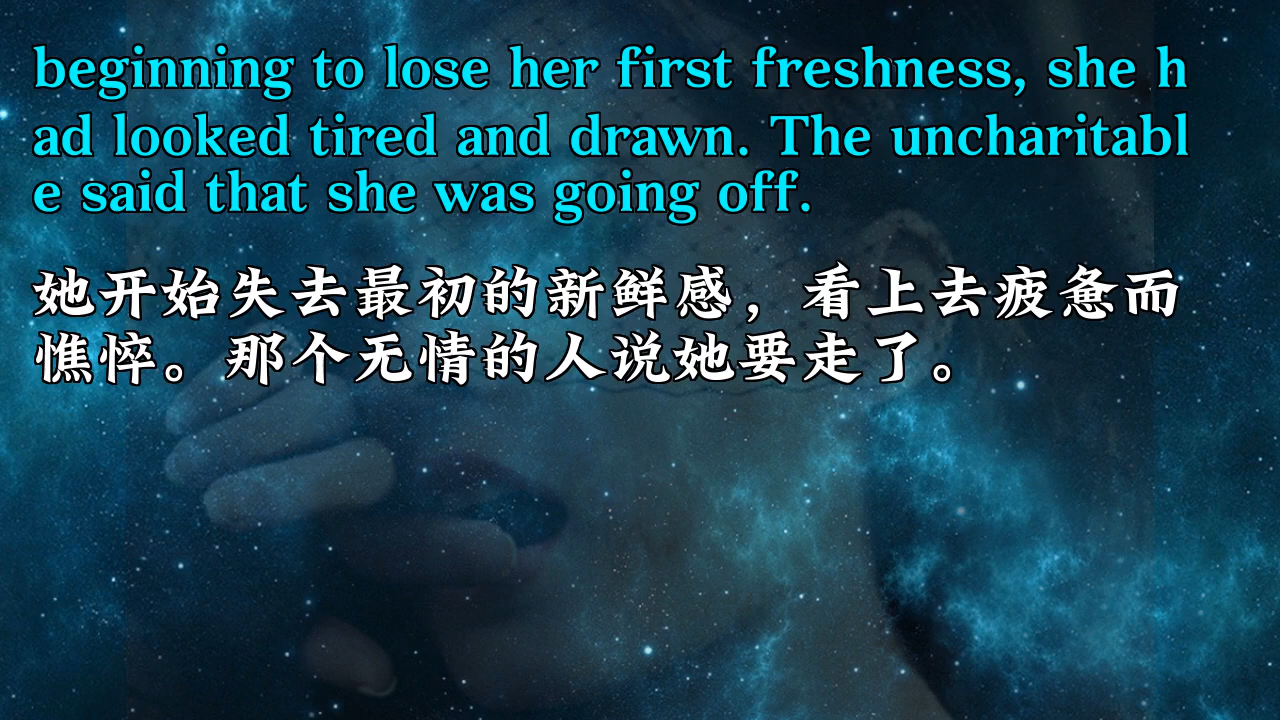 beginning to lose her first freshness, she h
ad looked tired and drawn. The uncharitabl
e said that she was going off.
她开始失去最初的新鲜感，看上去疲惫而
憔悴。那个无情的人说她要走了。